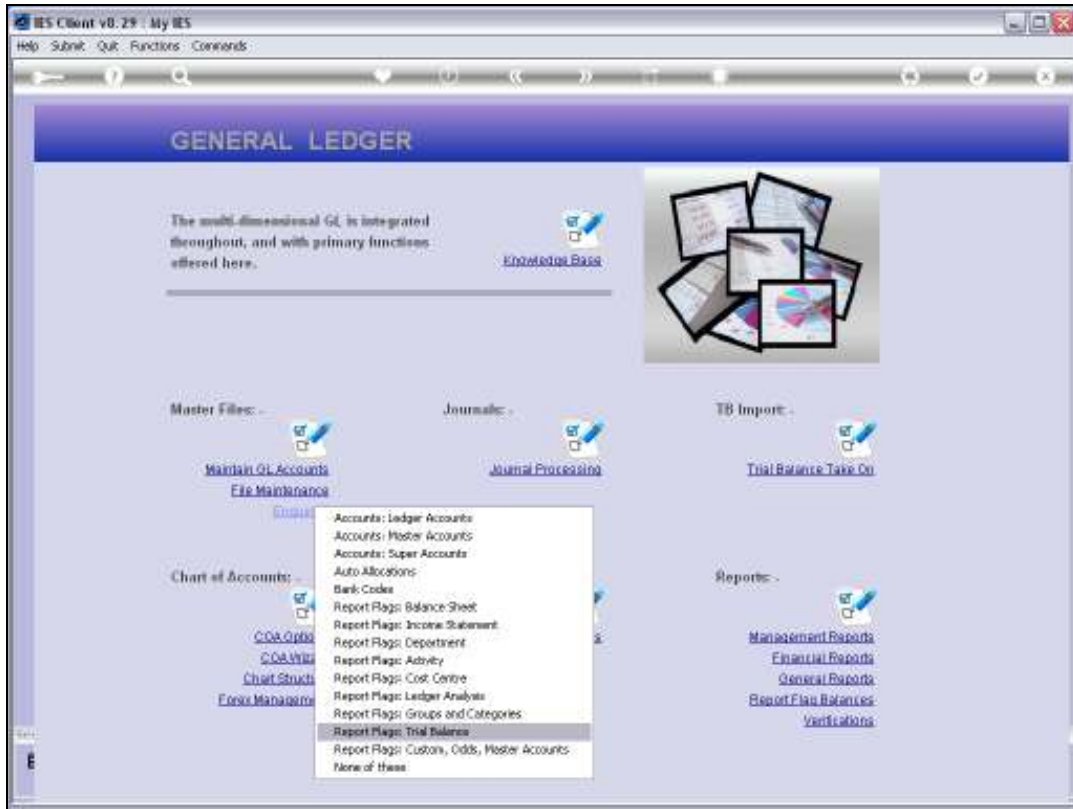 IES Client v8.29 : My IES
Help Submit Quit Functions Commands
GENERAL LEDGER
The multi-dimensional GL is integrated
throughout, and with primary functions
offered here.
Knowledge Base
Master Files: -
Journals: -
TB Import: -
Maintain GL Accounts
Journal Processing
Trial Balance Take On
File Maintenance
Accounts: Ledger Accounts
Accounts: Master Accounts
Accounts: Super Accounts
Auto Allocations
Bank Codes
Report Flags: Balance Sheet
Report Flags: Income Statement
Report Flags: Department
Report Flags: Activity
Report Flags: Cost Centre
Report Flags: Ledger Analysis
Report Flags: Groups and Categories
Report Flags: Trial Balance
Report Flags: Custom, Odds, Master Accounts
None of these
Chart of Accounts: -
COA
COA
Chart
Forex
Reports: -
Management Reports
Financial Reports
General Reports
Report Flag Balances
Verifications